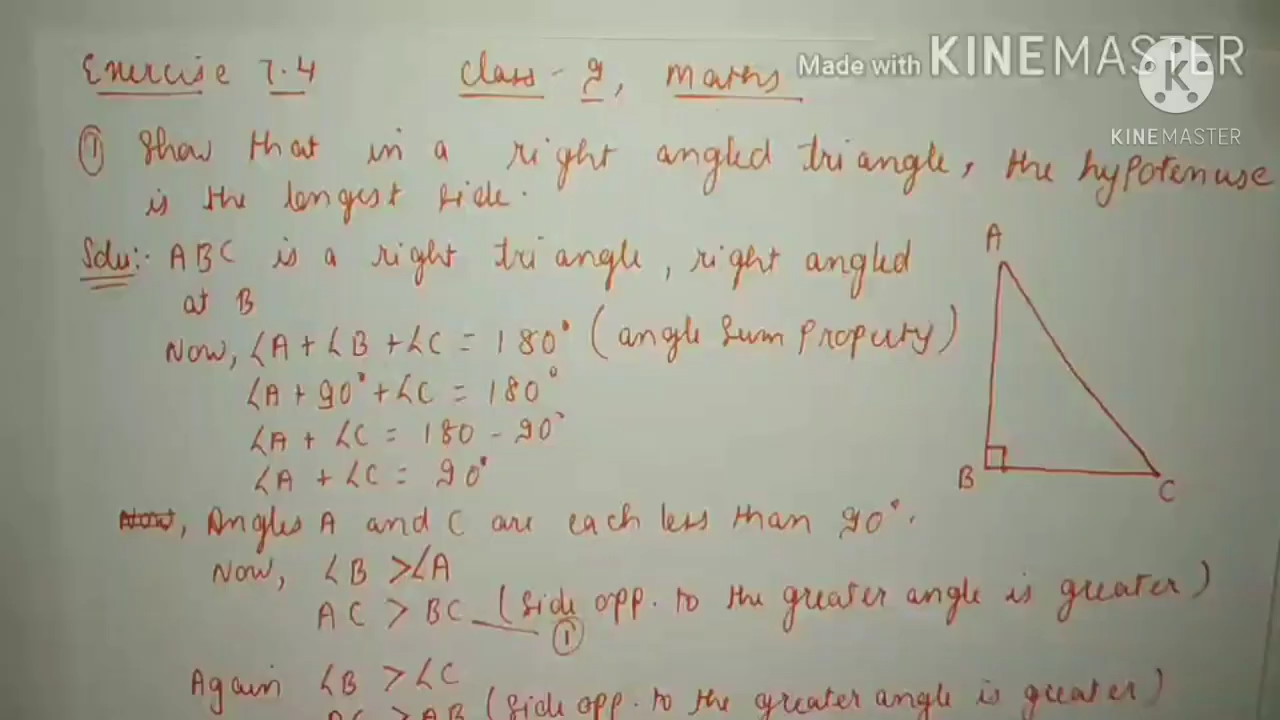 Made with KINEMASTER
K
KINEMASTER
Exercise 7.4 Class - 9, Maths
① Show that in a right angled triangle, the hypotenuse
is the longest side.
Solu:- ABC is a right triangle, right angled
at B
Now, ∠A + ∠B + ∠C = 180° (angle sum property)
∠A + 90° + ∠C = 180°
∠A + ∠C = 180 - 90°
∠A + ∠C = 90°
, Angles A and C are each less than 90°.
Now, ∠B > ∠A
AC > BC — (side opp. to the greater angle is greater)
①
Again ∠B > ∠C
AC > AB (side opp. to the greater angle is greater)
A
B
C